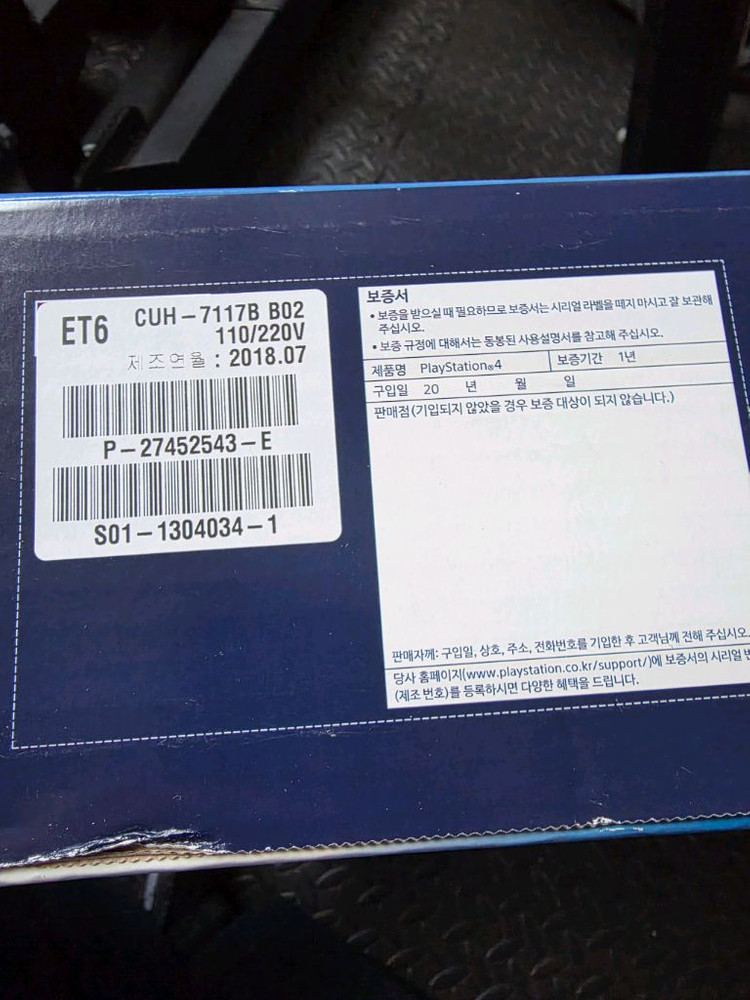 ET6
CUH-7117B B02
110/220V
제조연월 : 2018.07
P-27452543-E
S01-1304034-1
보증서
• 보증을 받으실 때 필요하므로 보증서는 시리얼 라벨을 떼지 마시고 잘 보관해
주십시오.
• 보증 규정에 대해서는 동봉된 사용설명서를 참고해 주십시오.
제품명 PlayStation®4 보증기간 1년
구입일 20 년 월 일
판매점(기입되지 않았을 경우 보증 대상이 되지 않습니다.)
판매자께: 구입일, 상호, 주소, 전화번호를 기입한 후 고객님께 전해 주십시오.
당사 홈페이지(www.playstation.co.kr/support/)에 보증서의 시리얼
(제조 번호)를 등록하시면 다양한 혜택을 드립니다.